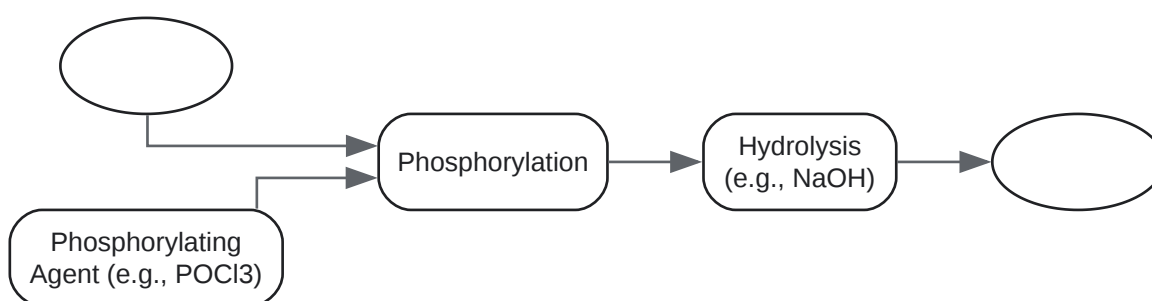 Phosphorylation
Hydrolysis
(e.g., NaOH)
Phosphorylating
Agent (e.g., POCl3)